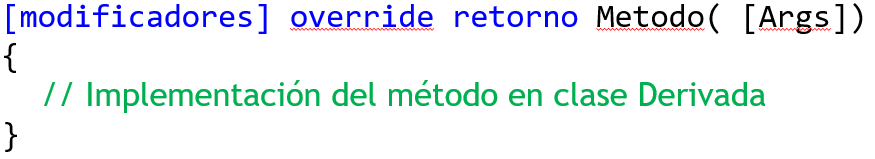 [modificadores] override retorno Metodo( [Args])
{
// Implementación del método en clase Derivada
}